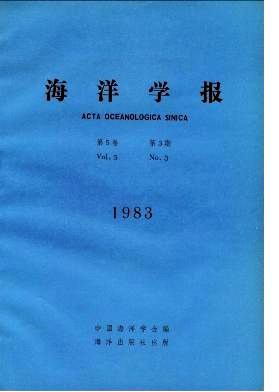 海洋学报
ACTA OCEANOLOGICA SINICA
第5卷 第3期
Vol. 5 No. 3
1983
中国海洋学会编
海洋出版社出版